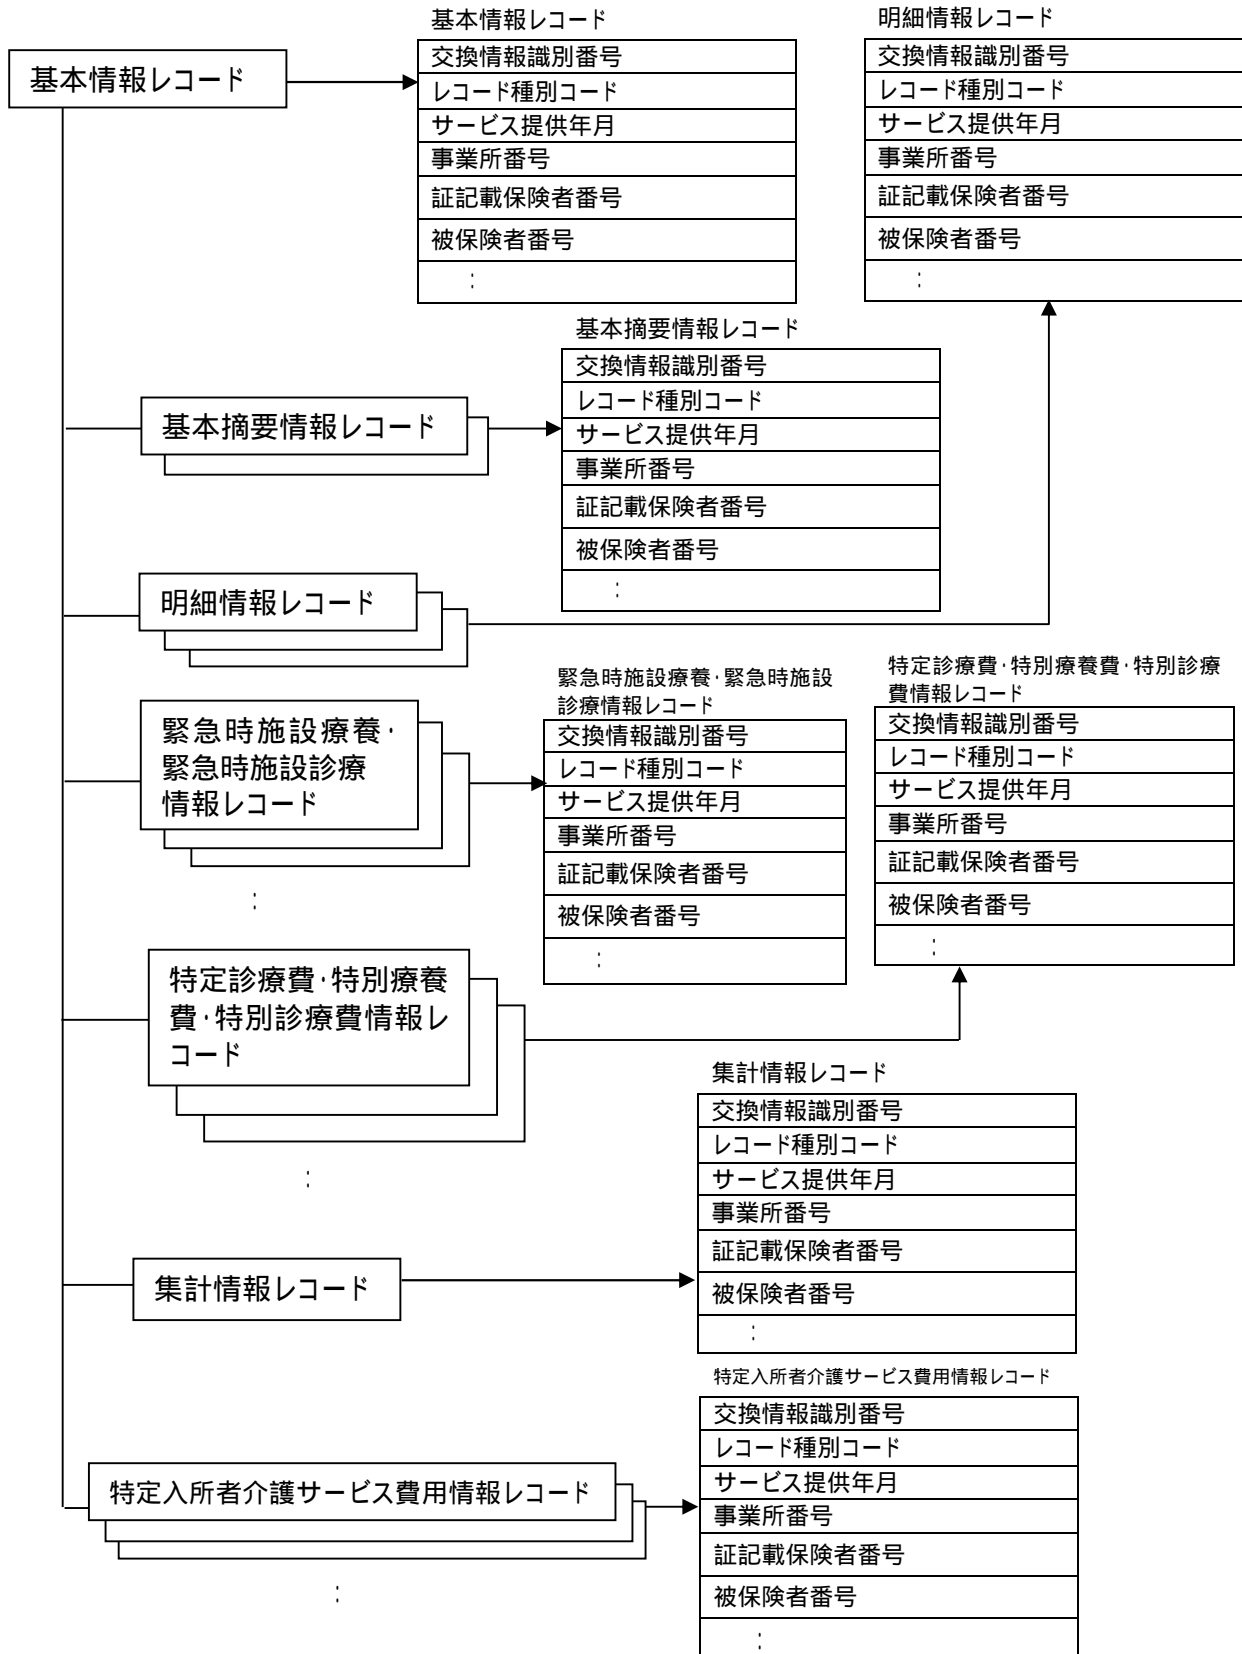 基本情報レコード
基本情報レコード
交換情報識別番号
レコード種別コード
サービス提供年月
事業所番号
証記載保険者番号
被保険者番号
:
明細情報レコード
交換情報識別番号
レコード種別コード
サービス提供年月
事業所番号
証記載保険者番号
被保険者番号
:
基本摘要情報レコード
基本摘要情報レコード
交換情報識別番号
レコード種別コード
サービス提供年月
事業所番号
証記載保険者番号
被保険者番号
:
明細情報レコード
緊急時施設療養・
緊急時施設診療
情報レコード
:
緊急時施設療養・緊急時施設
診療情報レコード
交換情報識別番号
レコード種別コード
サービス提供年月
事業所番号
証記載保険者番号
被保険者番号
:
特定診療費・特別療養費・特別診療
費情報レコード
交換情報識別番号
レコード種別コード
サービス提供年月
事業所番号
証記載保険者番号
被保険者番号
:
特定診療費・特別療養
費・特別診療費情報レ
コード
:
集計情報レコード
集計情報レコード
交換情報識別番号
レコード種別コード
サービス提供年月
事業所番号
証記載保険者番号
被保険者番号
:
特定入所者介護サービス費用情報レコード
:
特定入所者介護サービス費用情報レコード
交換情報識別番号
レコード種別コード
サービス提供年月
事業所番号
証記載保険者番号
被保険者番号
: